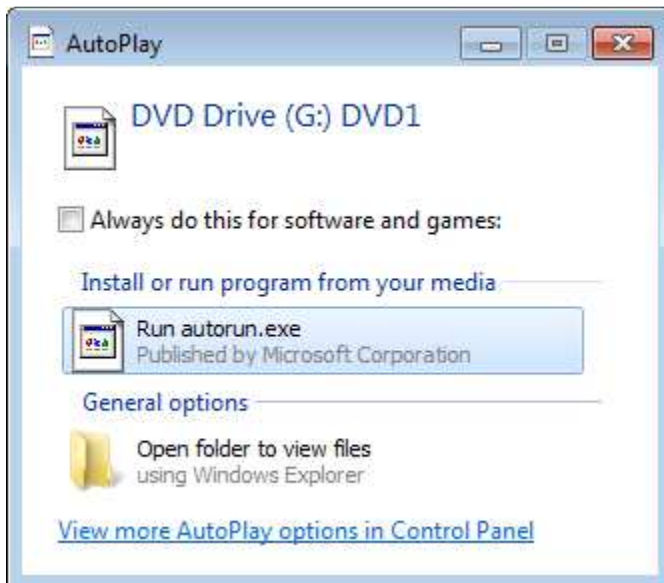 AutoPlay
DVD Drive (G:) DVD1
Always do this for software and games:
Install or run program from your media
Run autorun.exe
Published by Microsoft Corporation
General options
Open folder to view files
using Windows Explorer
View more AutoPlay options in Control Panel